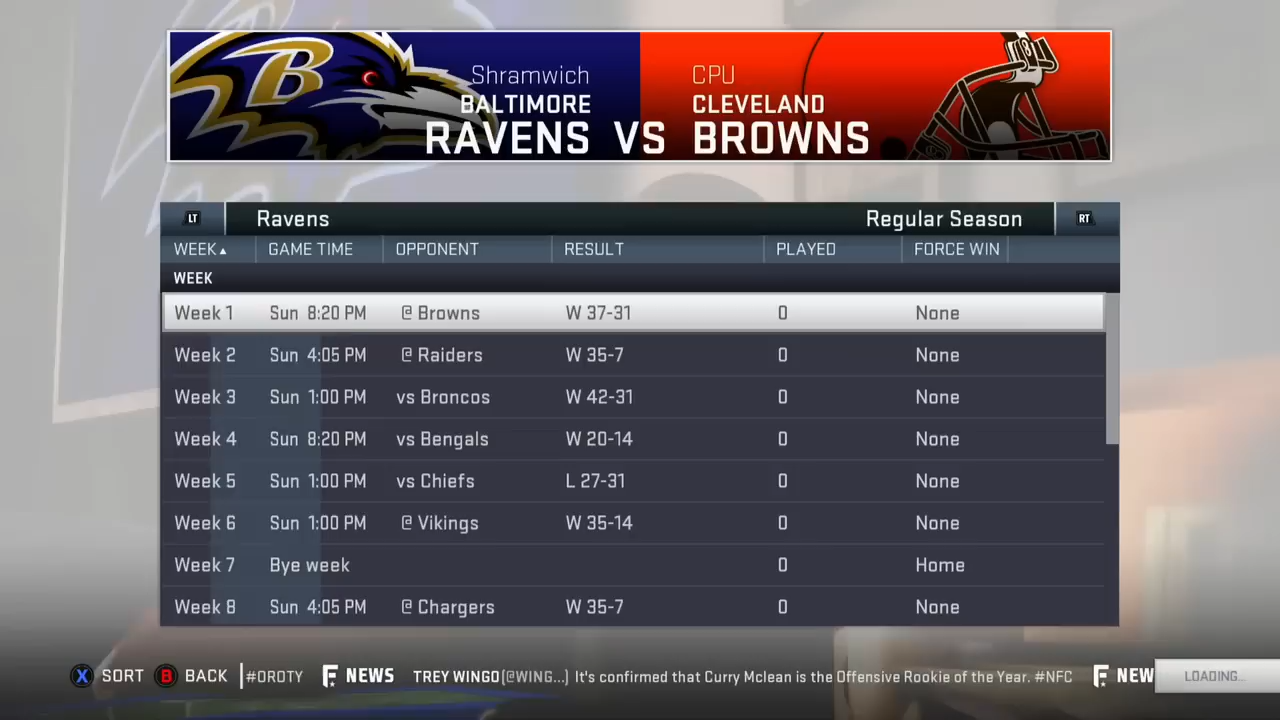 B
Shramwich
BALTIMORE
RAVENS VS BROWNS
CPU
CLEVELAND
LT Ravens Regular Season RT
WEEK GAME TIME OPPONENT RESULT PLAYED FORCE WIN
WEEK
Week 1 Sun 8:20 PM @ Browns W 37-31 0 None
Week 2 Sun 4:05 PM @ Raiders W 35-7 0 None
Week 3 Sun 1:00 PM vs Broncos W 42-31 0 None
Week 4 Sun 8:20 PM vs Bengals W 20-14 0 None
Week 5 Sun 1:00 PM vs Chiefs L 27-31 0 None
Week 6 Sun 1:00 PM @ Vikings W 35-14 0 None
Week 7 Bye week 0 Home
Week 8 Sun 4:05 PM @ Chargers W 35-7 0 None
X SORT B BACK #OROTY F NEWS TREY WINGO(@WING...) It's confirmed that Curry Mclean is the Offensive Rookie of the Year. #NFC F NEW LOADING...